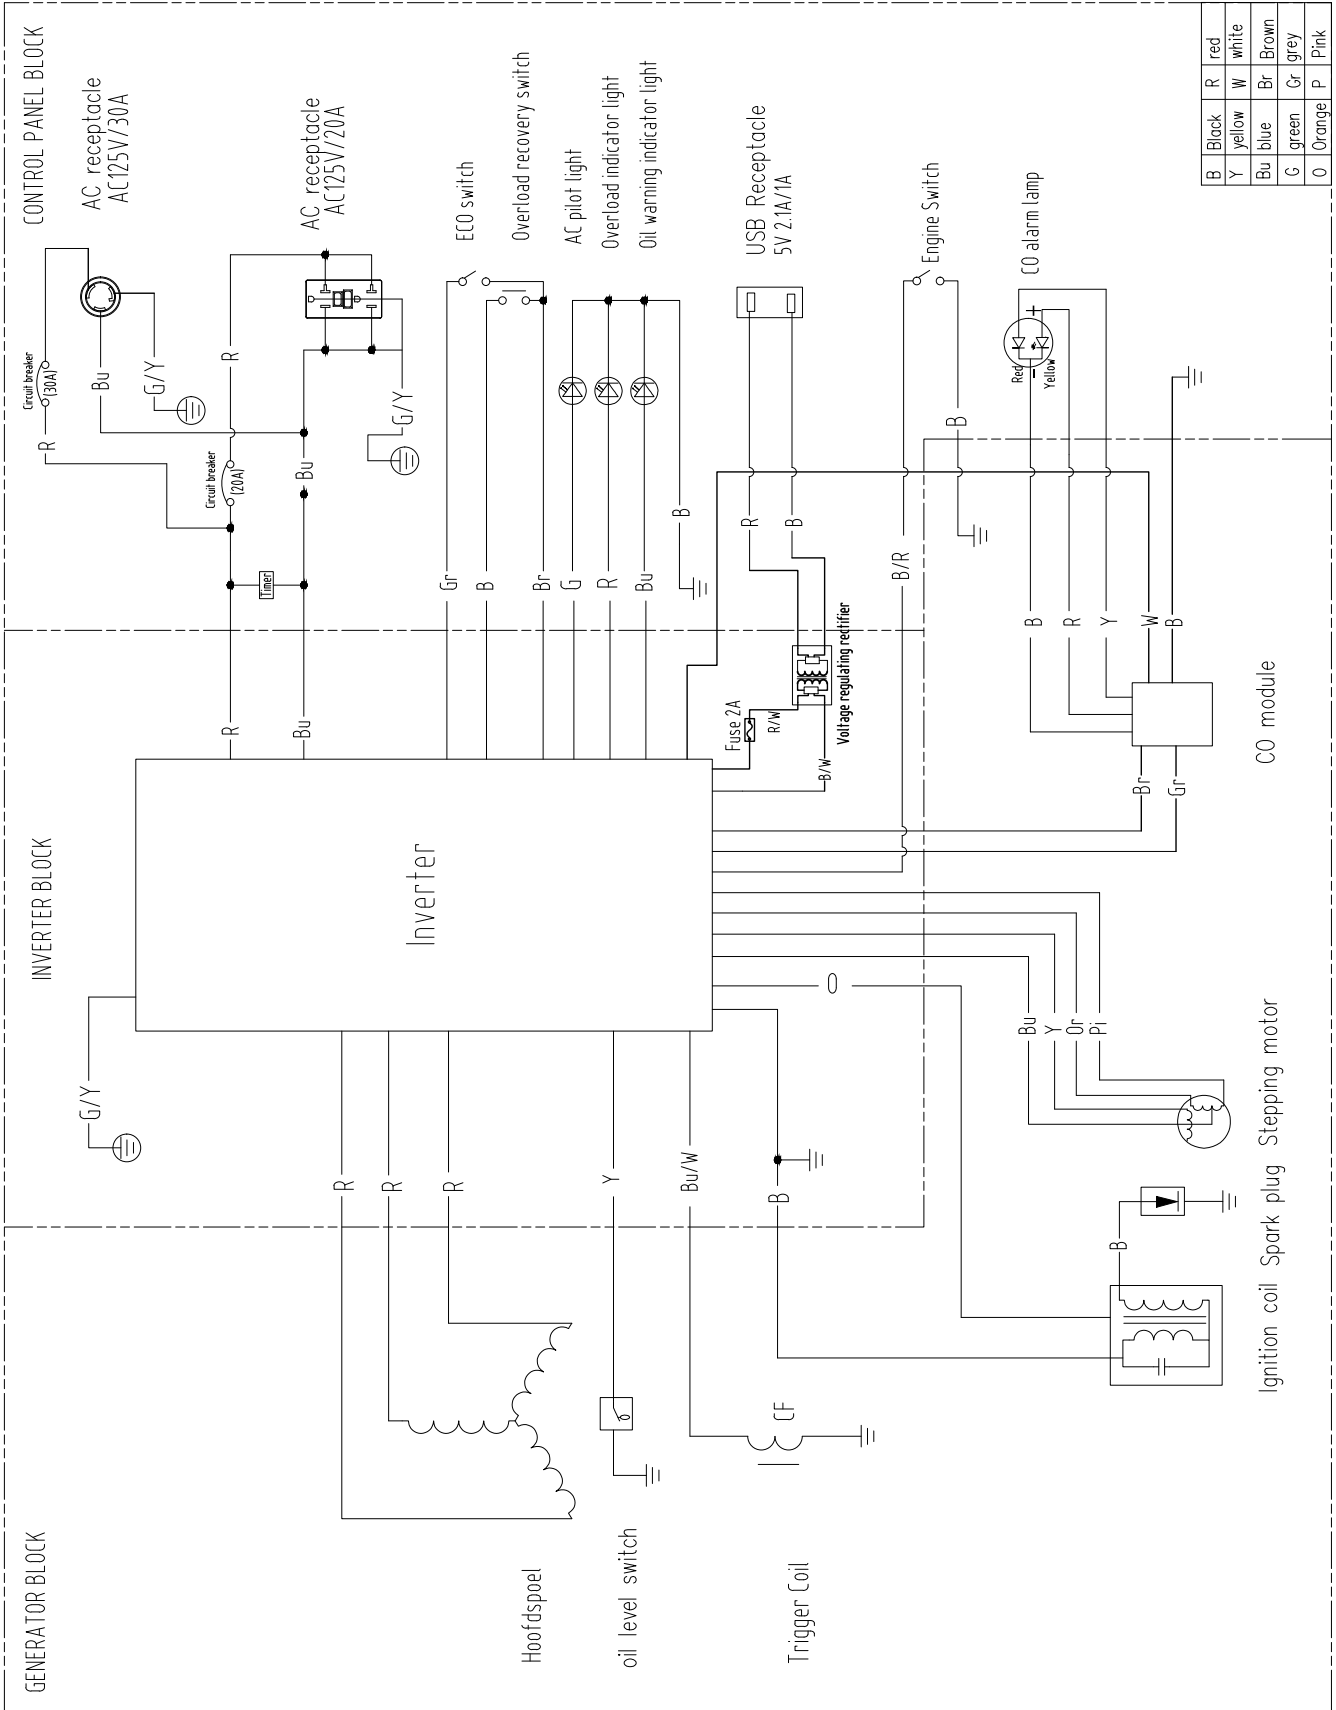 GENERATOR BLOCK
INVERTER BLOCK
CONTROL PANEL BLOCK
G/Y
Inverter
R
R
R
Y
Bu/W
B
Hoofdspoel
oil level switch
Trigger Coil
CF
R
Bu
Timer
R
Circuit breaker
(30A)
Circuit breaker
(20A)
R
Bu
Bu
G/Y
G/Y
AC receptacle
AC125V/30A
AC receptacle
AC125V/20A
Gr
B
Br
G
R
Bu
B
ECO switch
Overload recovery switch
AC pilot light
Overload indicator light
Oil warning indicator light
Fuse 2A
R/W
B/W
Voltage regulating rectifier
R
B
USB Receptacle
5V 2.1A/1A
B/R
B
Engine Switch
O
Bu
Y
Or
Pi
Br
Gr
B
R
Y
W
B
Red
Yellow
+
−
CO alarm lamp
CO module
B
Ignition coil
Spark plug
Stepping motor
B Black R red
Y yellow W white
Bu blue Br Brown
G green Gr grey
O Orange P Pink